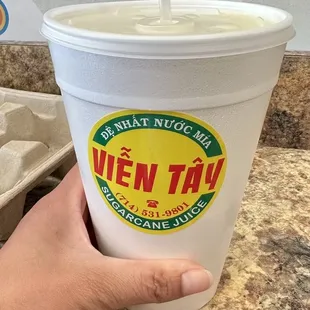 ĐỆ NHẤT NƯỚC MÍA
VIỄN TÂY
☎
(714) 531-9801
SUGARCANE JUICE